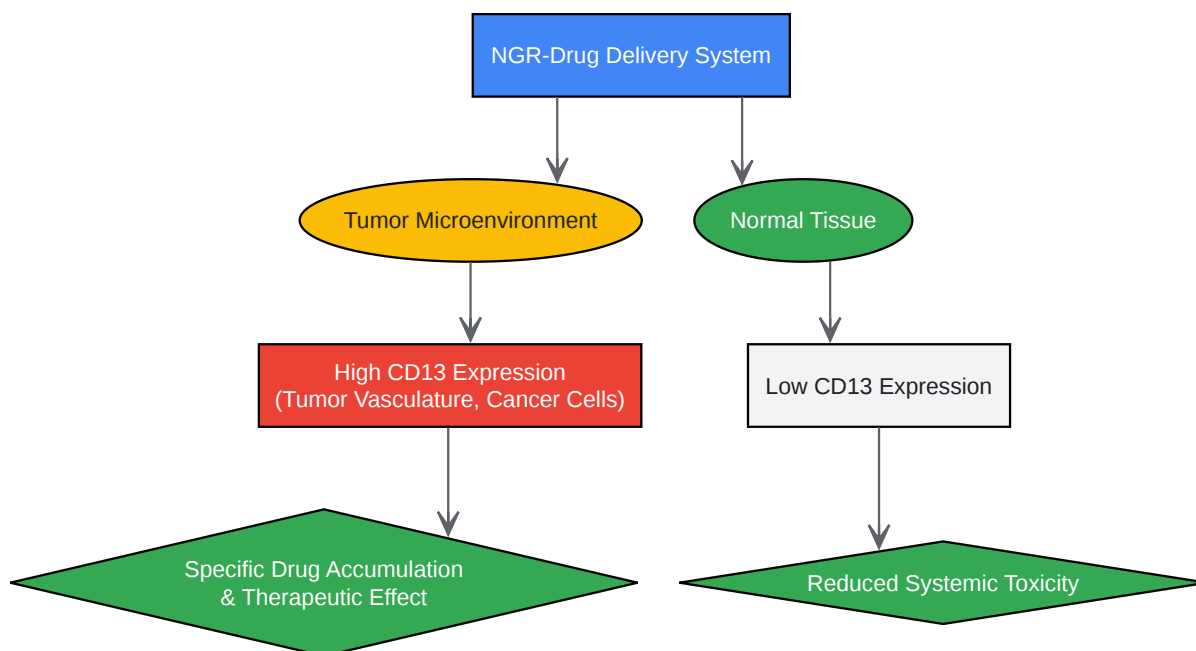 NGR-Drug Delivery System
Tumor Microenvironment
Normal Tissue
High CD13 Expression
(Tumor Vasculature, Cancer Cells)
Low CD13 Expression
Specific Drug Accumulation
& Therapeutic Effect
Reduced Systemic Toxicity